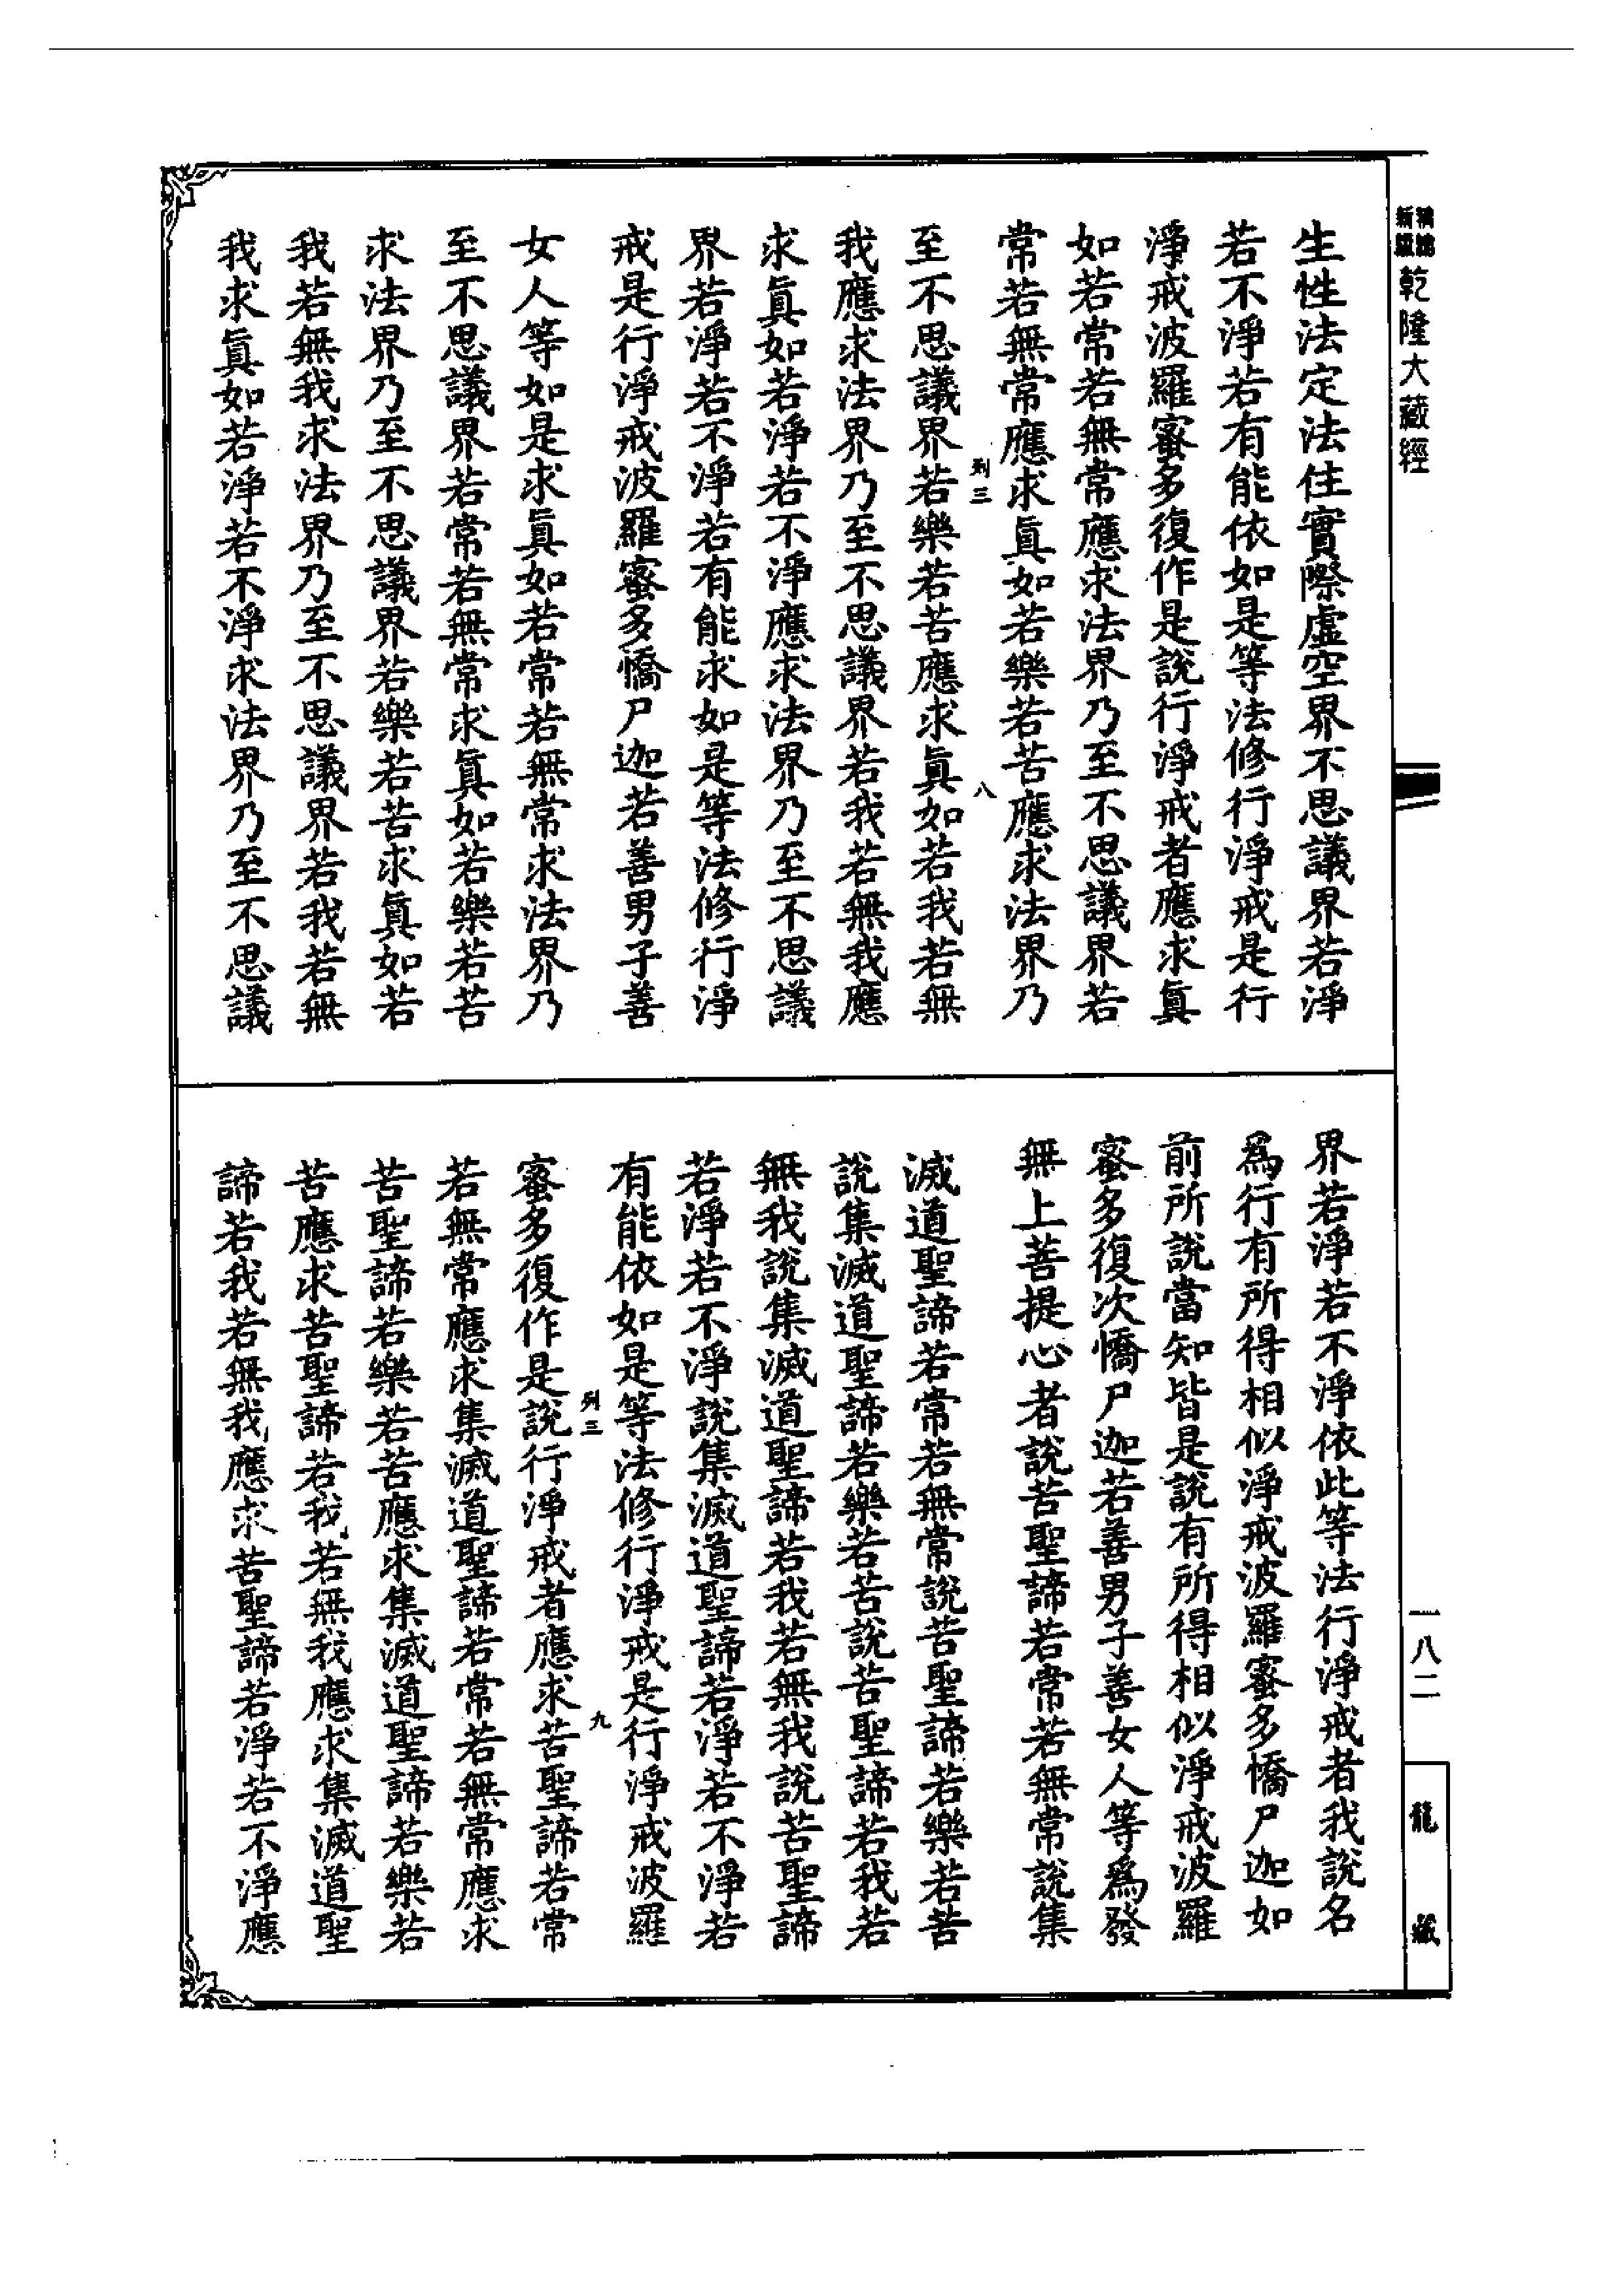 乾隆大藏經
生性法定法住實際虛空界不思議界若淨
若不淨若有能依如是等法修行淨戒是行
淨戒波羅蜜多復作是說行淨戒者應求眞
如若常若無常應求法界乃至不思議界若
常若無常應求眞如若樂若苦應求法界乃
列三
八
至不思議界若樂若苦應求眞如若我若無
我應求法界乃至不思議界若我若無我應
求眞如若淨若不淨應求法界乃至不思議
界若淨若不淨若有能求如是等法修行淨
戒是行淨戒波羅蜜多憍尸迦若善男子善
女人等如是求眞如若常若無常求法界乃
至不思議界若常若無常求眞如若樂若苦
求法界乃至不思議界若樂若苦求眞如若
我若無我求法界乃至不思議界若我若無
我求眞如若淨若不淨求法界乃至不思議
界若淨若不淨依此等法行淨戒者我說名
爲行有所得相似淨戒波羅蜜多憍尸迦如
前所說當知皆是說有所得相似淨戒波羅
蜜多復次憍尸迦若善男子善女人等爲發
無上菩提心者說苦聖諦若常若無常說集
滅道聖諦若常若無常說苦聖諦若樂若苦
說集滅道聖諦若樂若苦說苦聖諦若我若
無我說集滅道聖諦若我若無我說苦聖諦
若淨若不淨說集滅道聖諦若淨若不淨若
有能依如是等法修行淨戒是行淨戒波羅
列三
九
蜜多復作是說行淨戒者應求苦聖諦若常
若無常應求集滅道聖諦若常若無常應求
苦聖諦若樂若苦應求集滅道聖諦若樂若
苦應求苦聖諦若我若無我應求集滅道聖
諦若我若無我應求苦聖諦若淨若不淨應
一八二
龍藏